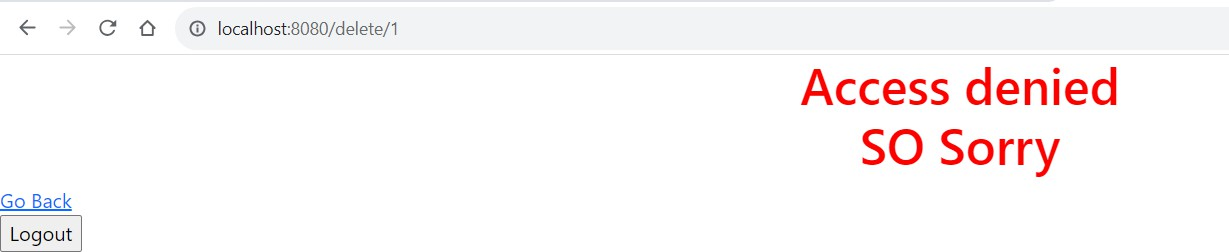 localhost:8080/delete/1
Access denied
SO Sorry
Go Back
Logout